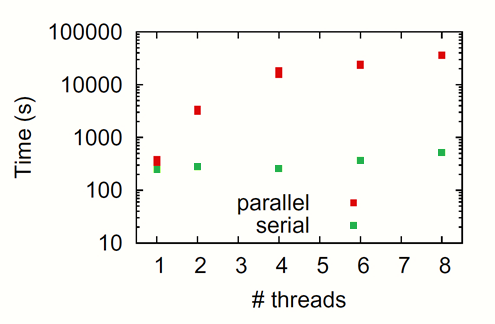 100000
10000
1000
100
10
Time (s)
parallel
serial
1 2 3 4 5 6 7 8
# threads